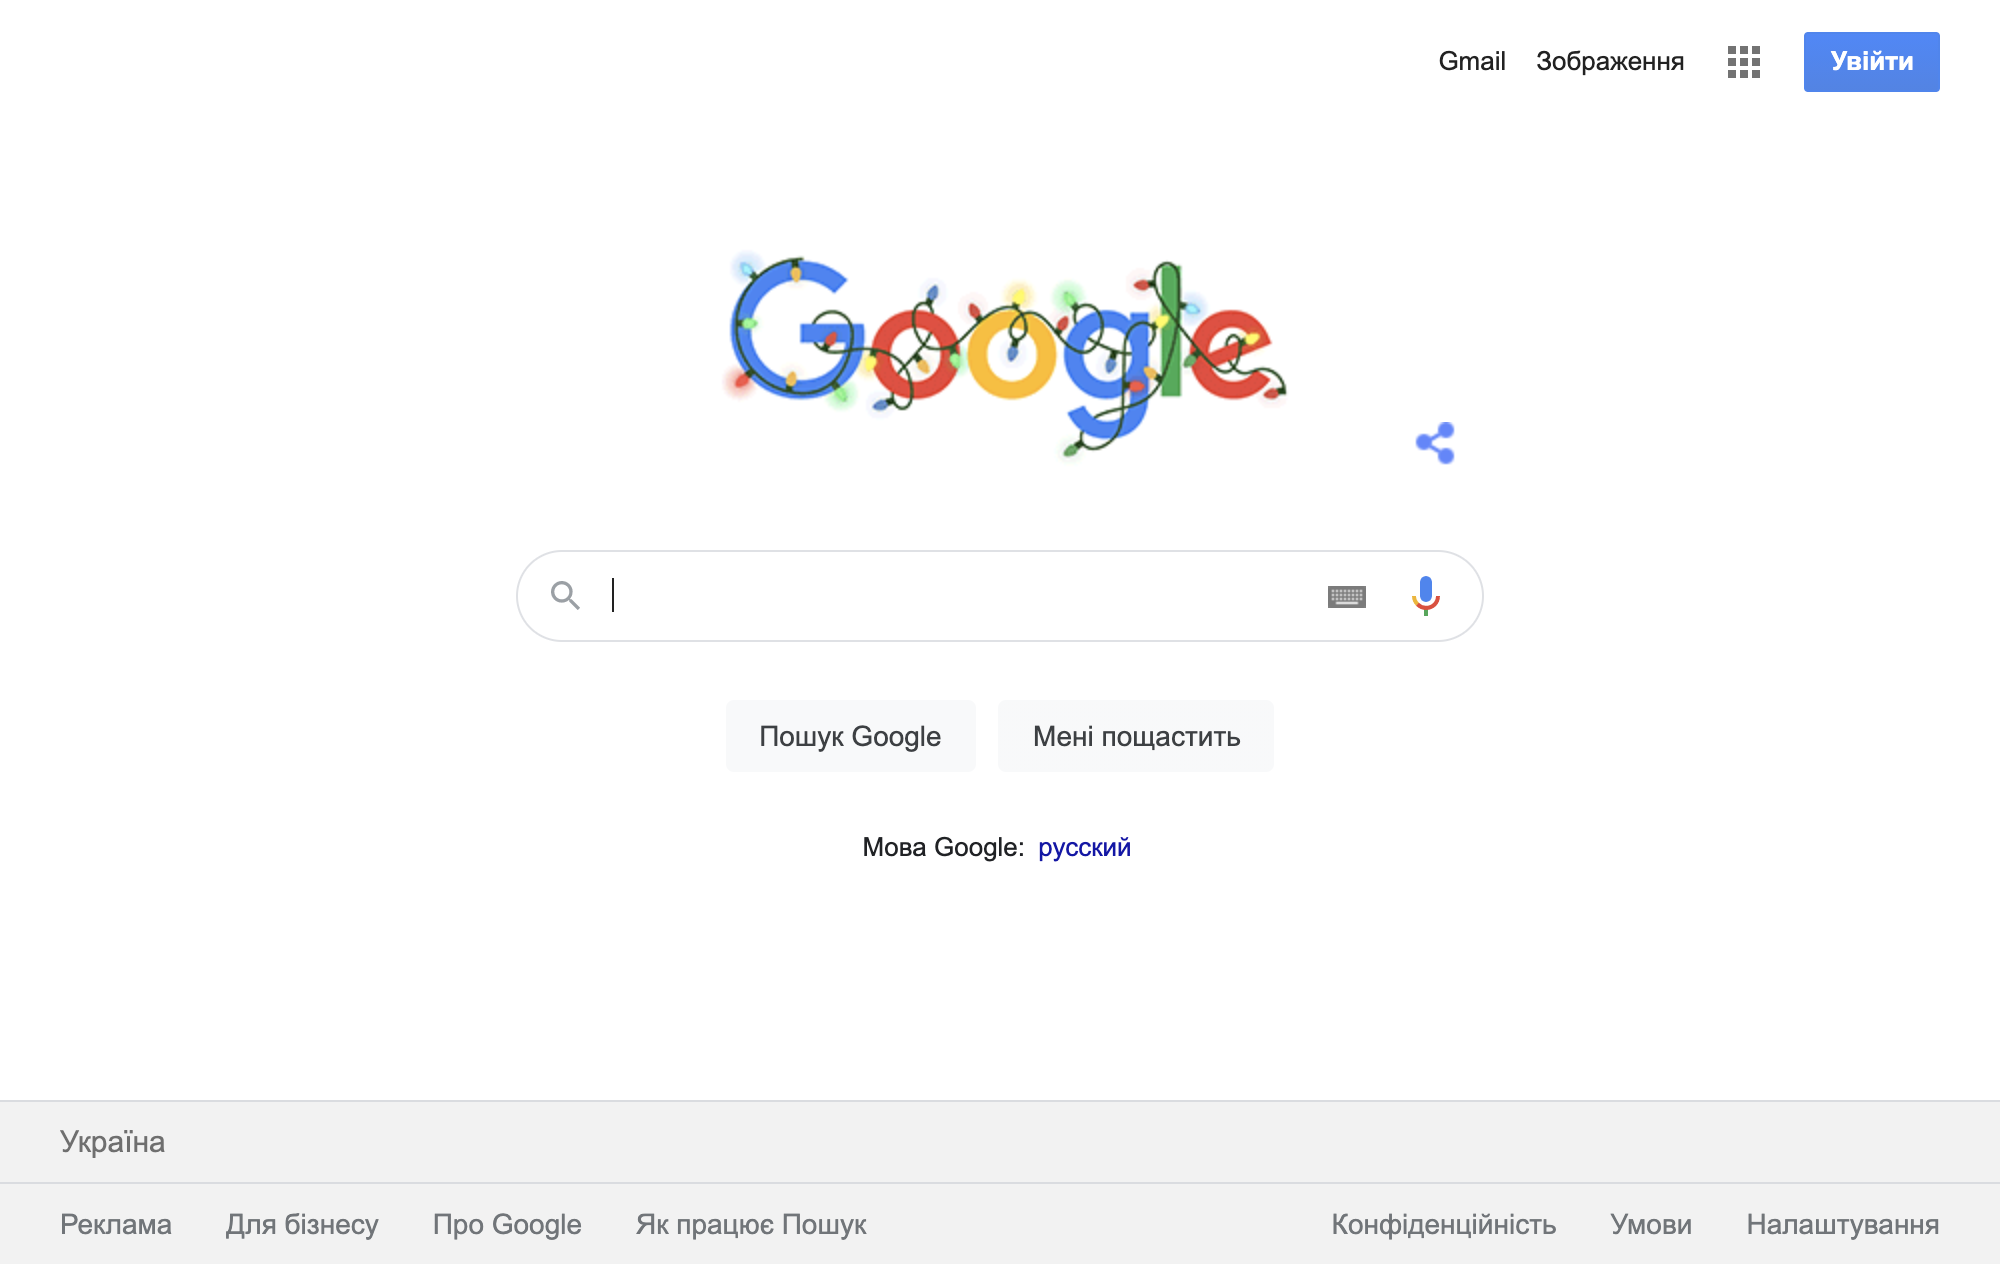 Gmail Зображення Увійти
Google
Пошук Google Мені пощастить
Мова Google: русский
Україна
Реклама Для бізнесу Про Google Як працює Пошук Конфіденційність Умови Налаштування